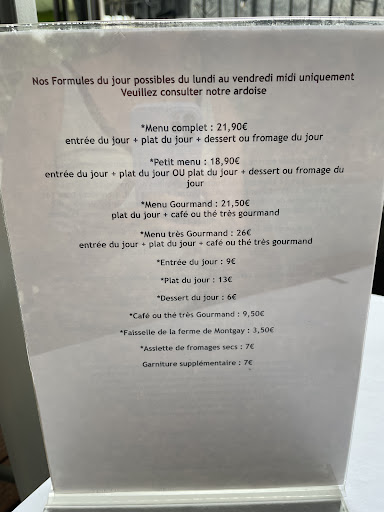 Nos Formules du jour possibles du lundi au vendredi midi uniquement
Veuillez consulter notre ardoise
*Menu complet : 21,90€
entrée du jour + plat du jour + dessert ou fromage du jour
*Petit menu : 18,90€
entrée du jour + plat du jour OU plat du jour + dessert ou fromage du
jour
*Menu Gourmand : 21,50€
plat du jour + café ou thé très gourmand
*Menu très Gourmand : 26€
entrée du jour + plat du jour + café ou thé très gourmand
*Entrée du jour : 9€
*Plat du jour : 13€
*Dessert du jour : 6€
*Café ou thé très Gourmand : 9,50€
*Faisselle de la ferme de Montgay : 3,50€
*Assiette de fromages secs : 7€
Garniture supplémentaire : 7€